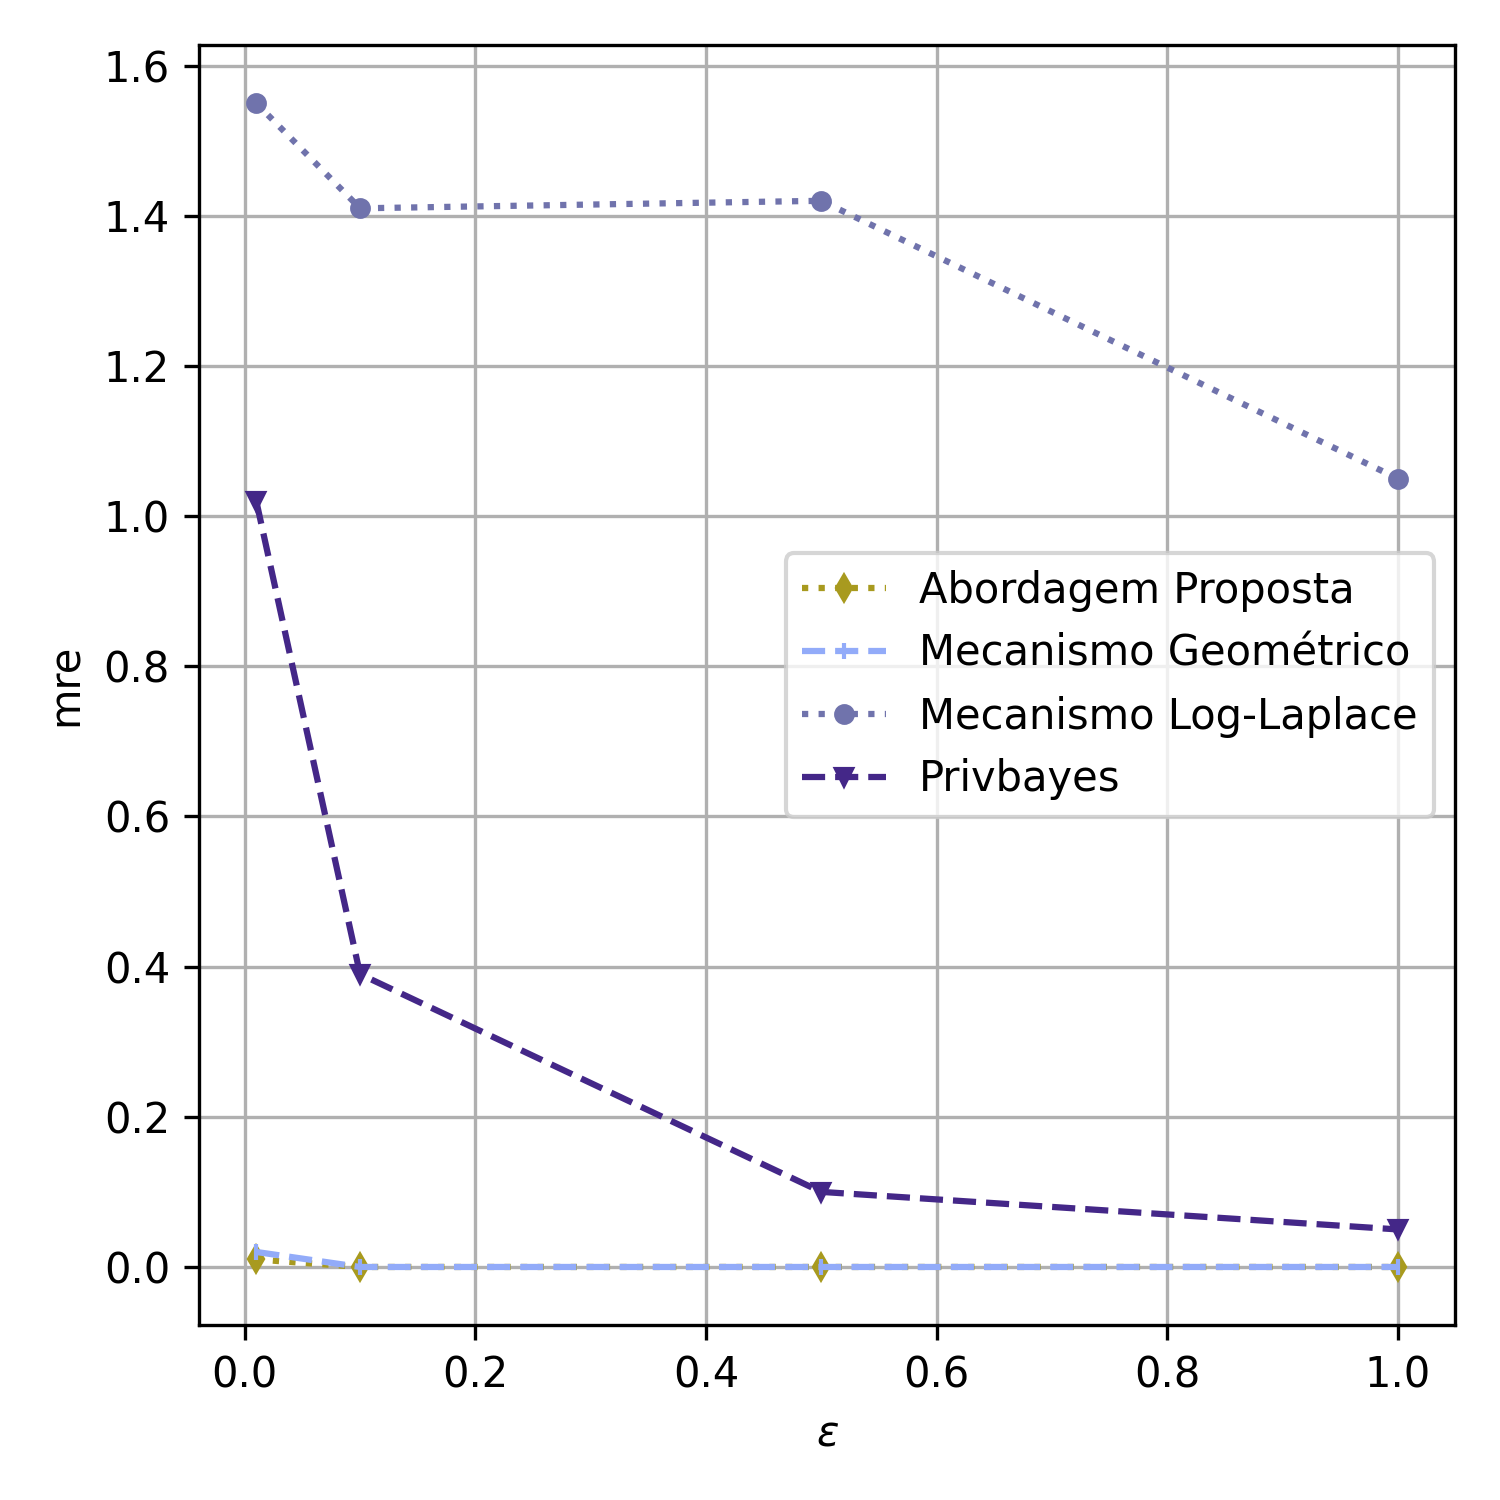 1.6
1.4
1.2
1.0
0.8
0.6
0.4
0.2
0.0
mre
Abordagem Proposta
Mecanismo Geométrico
Mecanismo Log-Laplace
Privbayes
0.0 0.2 0.4 0.6 0.8 1.0
ε